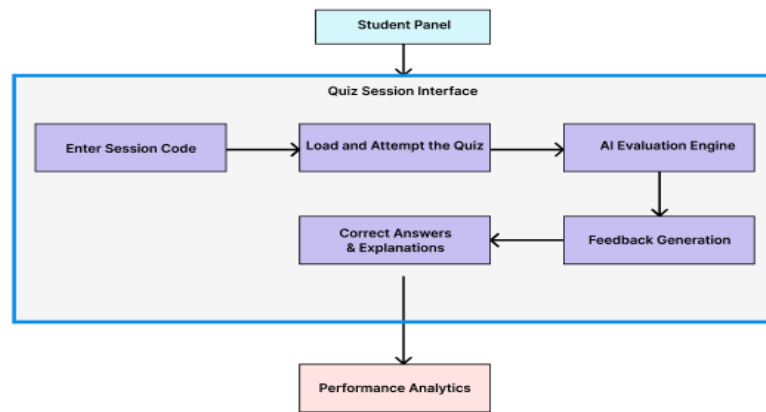 Student Panel
Quiz Session Interface
Enter Session Code
Load and Attempt the Quiz
AI Evaluation Engine
Correct Answers
& Explanations
Feedback Generation
Performance Analytics